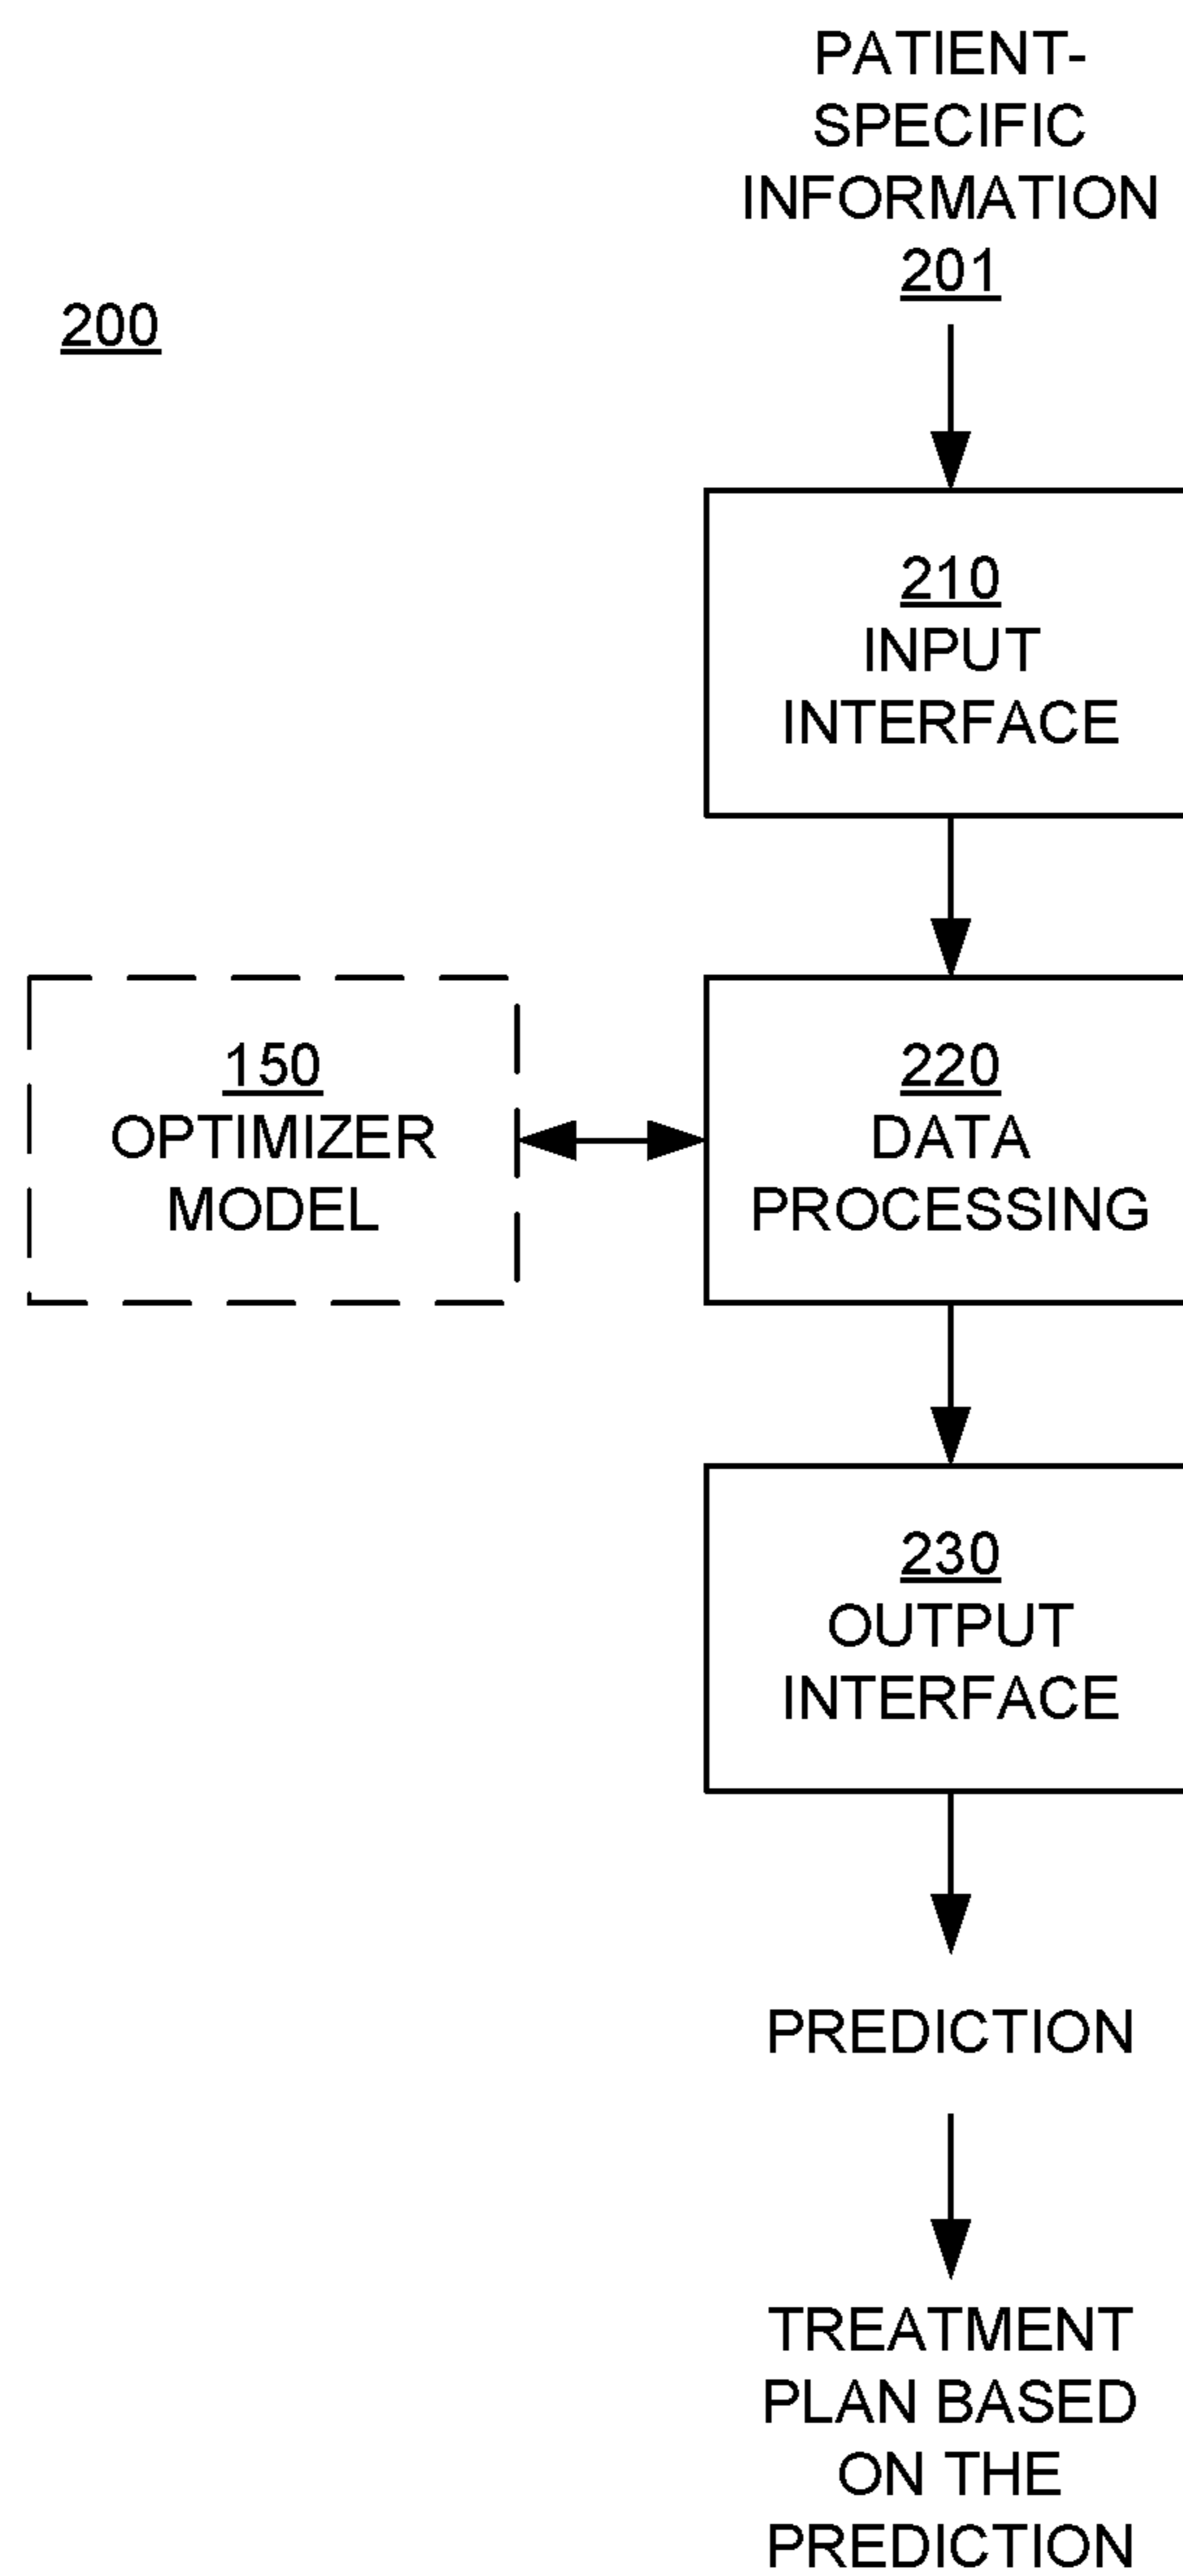 PATIENT-
SPECIFIC
INFORMATION
201
200
210
INPUT
INTERFACE
150
OPTIMIZER
MODEL
220
DATA
PROCESSING
230
OUTPUT
INTERFACE
PREDICTION
TREATMENT
PLAN BASED
ON THE
PREDICTION